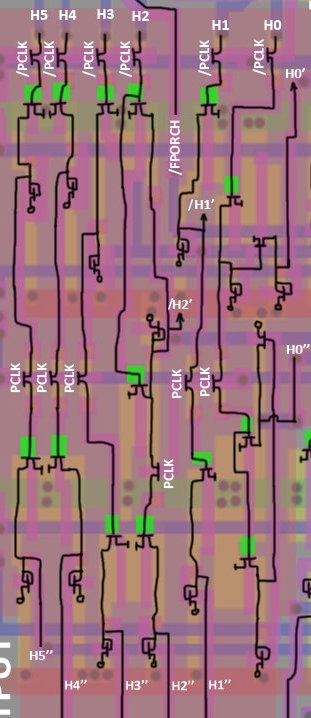 H5 H4 H3 H2 H1 H0
/PCLK /PCLK /PCLK /PCLK /PCLK /PCLK
H0'
/FPORCH
/H1'
/H2'
H0''
PCLK PCLK PCLK PCLK PCLK
PCLK
H5''
H4'' H3'' H2'' H1''